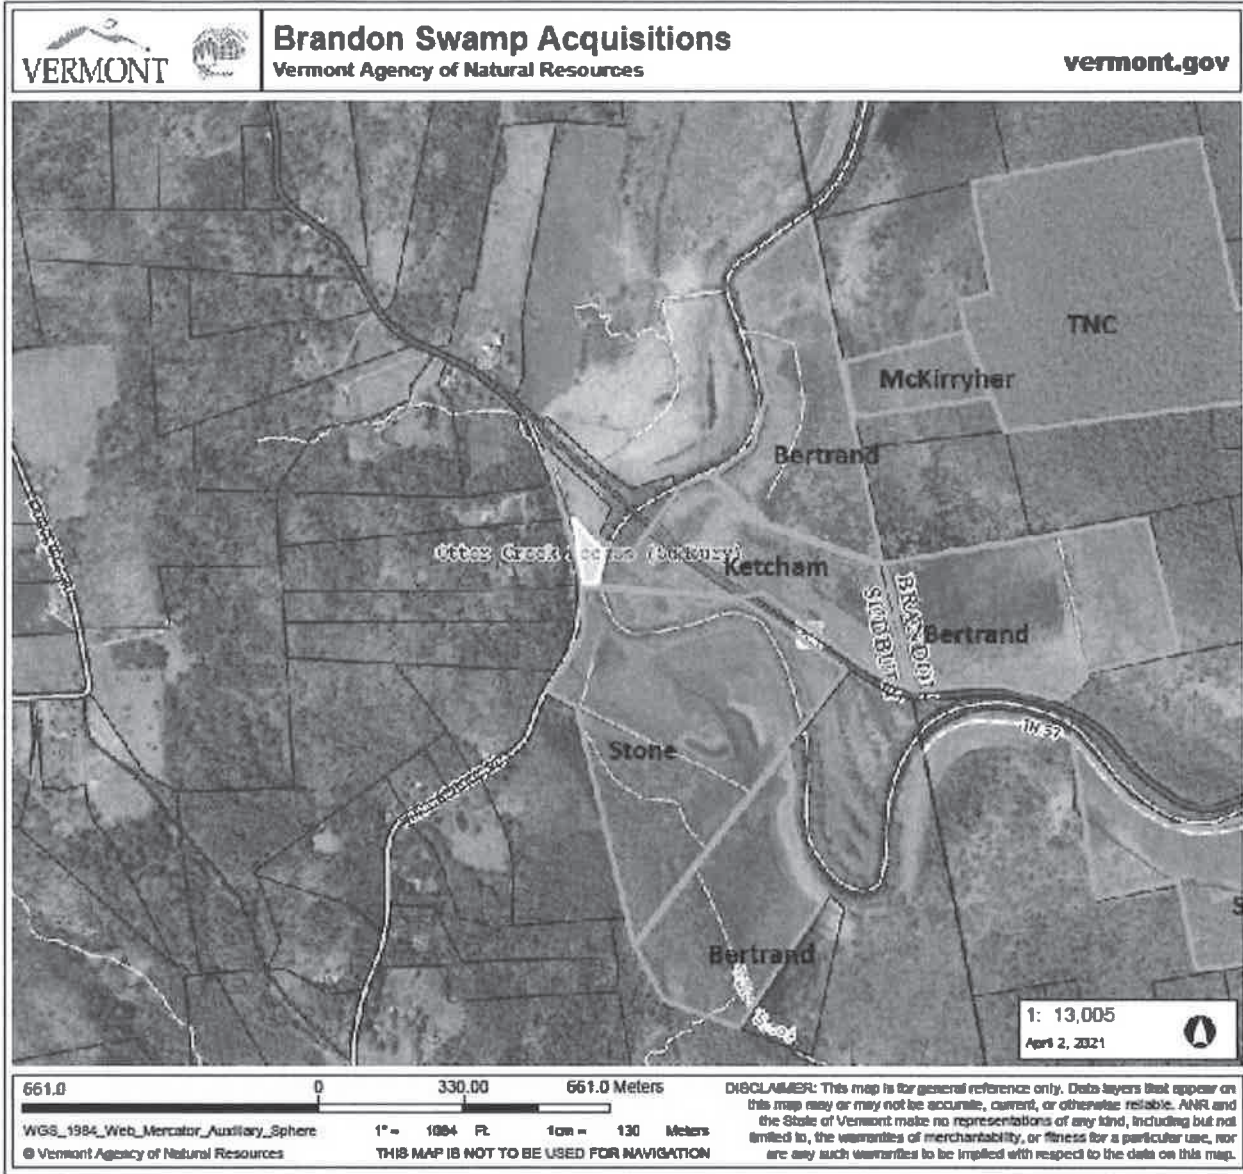 VERMONT
Brandon Swamp Acquisitions
Vermont Agency of Natural Resources
vermont.gov
TNC
McKirryher
Bertrand
Otter Creek
Ketcham
BRANDON
SUDBURY
Bertrand
TH 37
Stone
Bertrand
S
1: 13,005
April 2, 2021
661.0 0 330.00 661.0 Meters
WGS_1984_Web_Mercator_Auxiliary_Sphere
© Vermont Agency of Natural Resources
1" = 1084 Ft. 1cm = 130 Meters
THIS MAP IS NOT TO BE USED FOR NAVIGATION
DISCLAIMER: This map is for general reference only. Data layers that appear on
this map may or may not be accurate, current, or otherwise reliable. ANR and
the State of Vermont make no representations of any kind, including but not
limited to, the warranties of merchantability, or fitness for a particular use, nor
are any such warranties to be implied with respect to the data on this map.